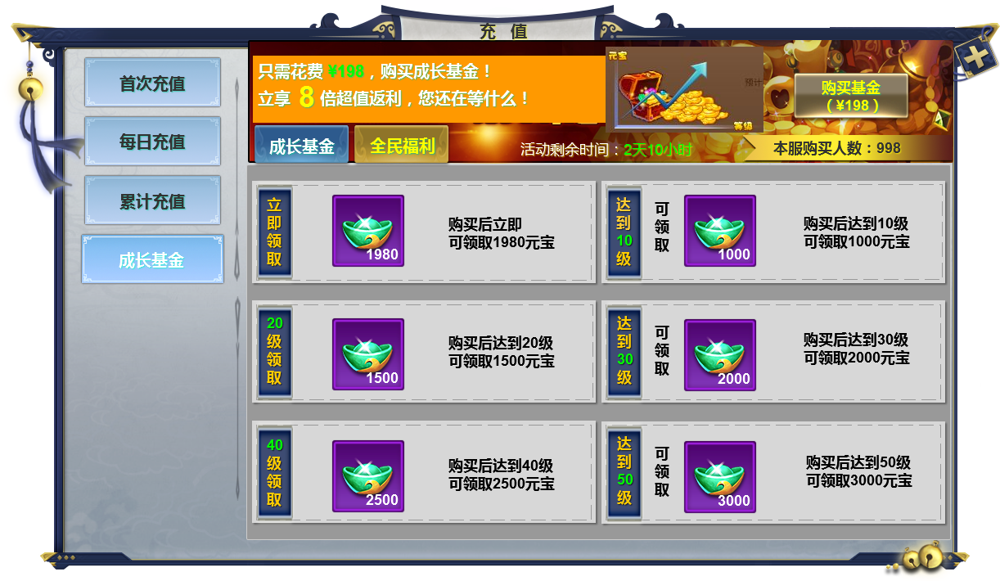 充 值
首次充值
每日充值
累计充值
成长基金
只需花费 ¥198，购买成长基金！
立享 8 倍超值返利，您还在等什么！
元宝
预计
等级
购买基金
（¥198）
成长基金
全民福利
活动剩余时间：2天10小时
本服购买人数：998
立即领取
1980
购买后立即
可领取1980元宝
达到10级
可领取
1000
购买后达到10级
可领取1000元宝
20级领取
1500
购买后达到20级
可领取1500元宝
达到30级
可领取
2000
购买后达到30级
可领取2000元宝
40级领取
2500
购买后达到40级
可领取2500元宝
达到50级
可领取
3000
购买后达到50级
可领取3000元宝